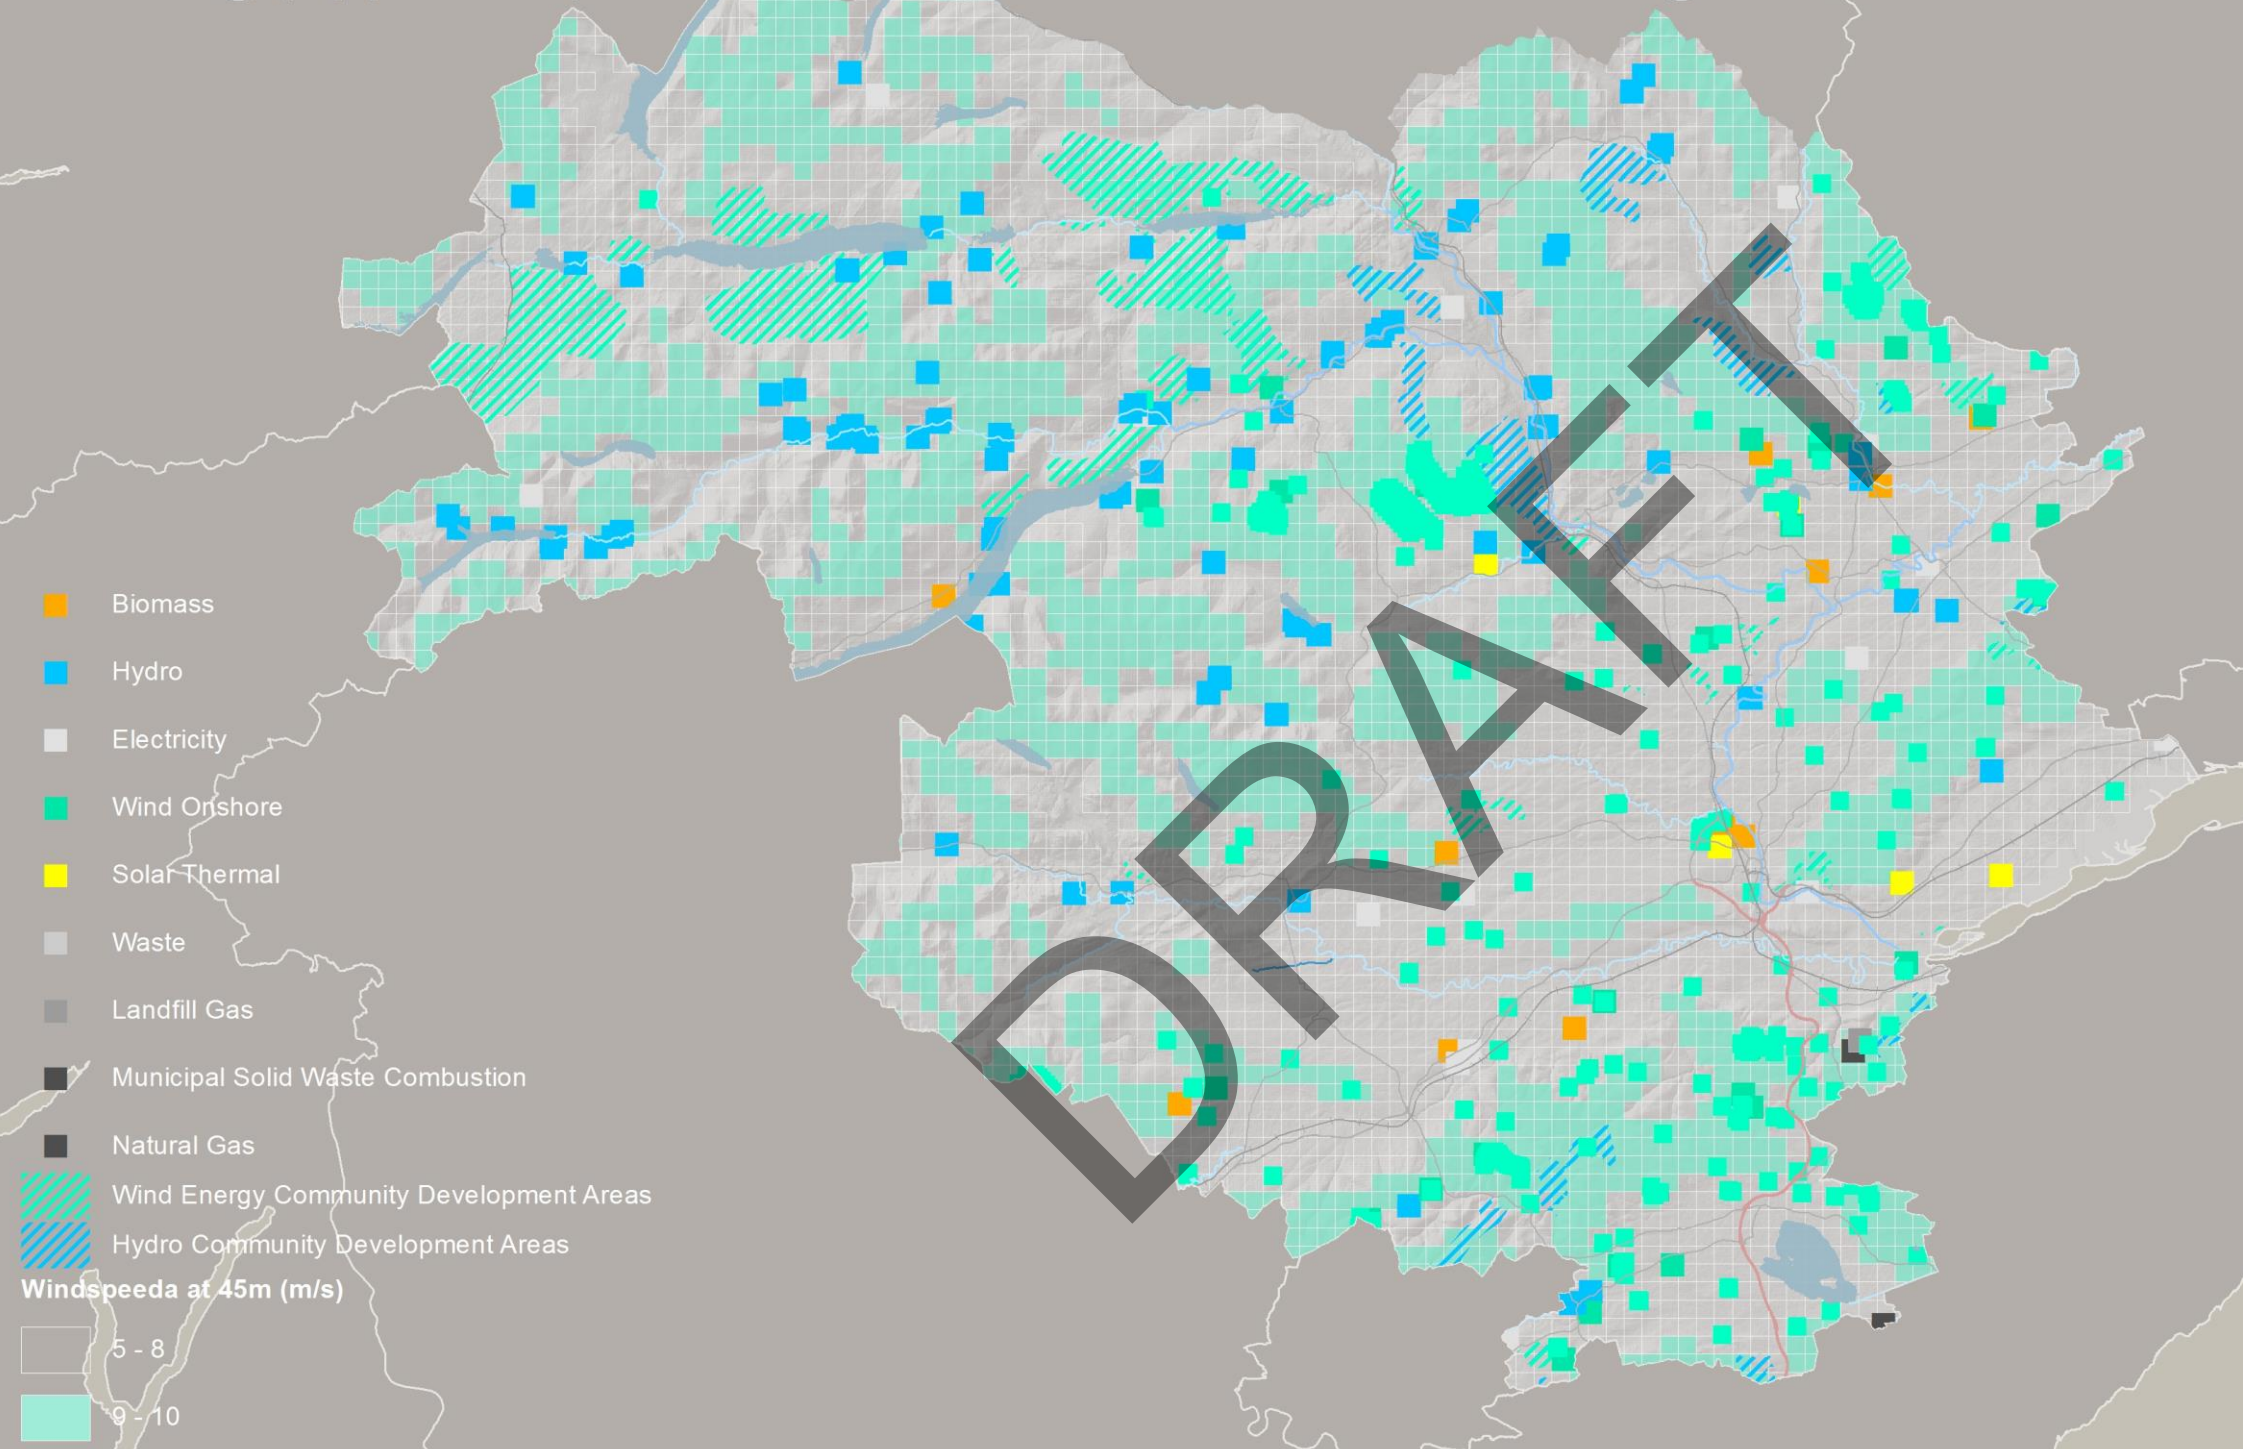 Biomass
Hydro
Electricity
Wind Onshore
Solar Thermal
Waste
Landfill Gas
Municipal Solid Waste Combustion
Natural Gas
Wind Energy Community Development Areas
Hydro Community Development Areas
Windspeeda at 45m (m/s)
5 - 8
9 - 10
DRAFT